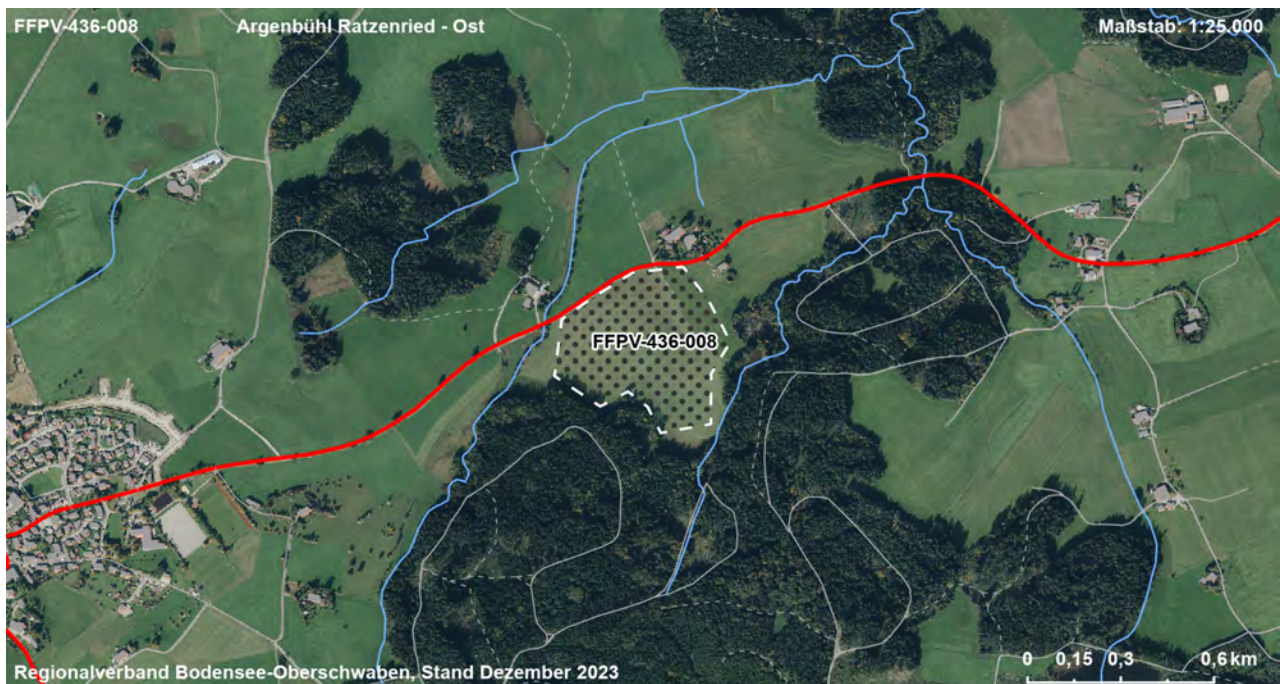 FFPV-436-008 Argenbühl Ratzenried - Ost Maßstab: 1:25.000
FFPV-436-008
Regionalverband Bodensee-Oberschwaben, Stand Dezember 2023
0 0,15 0,3 0,6 km